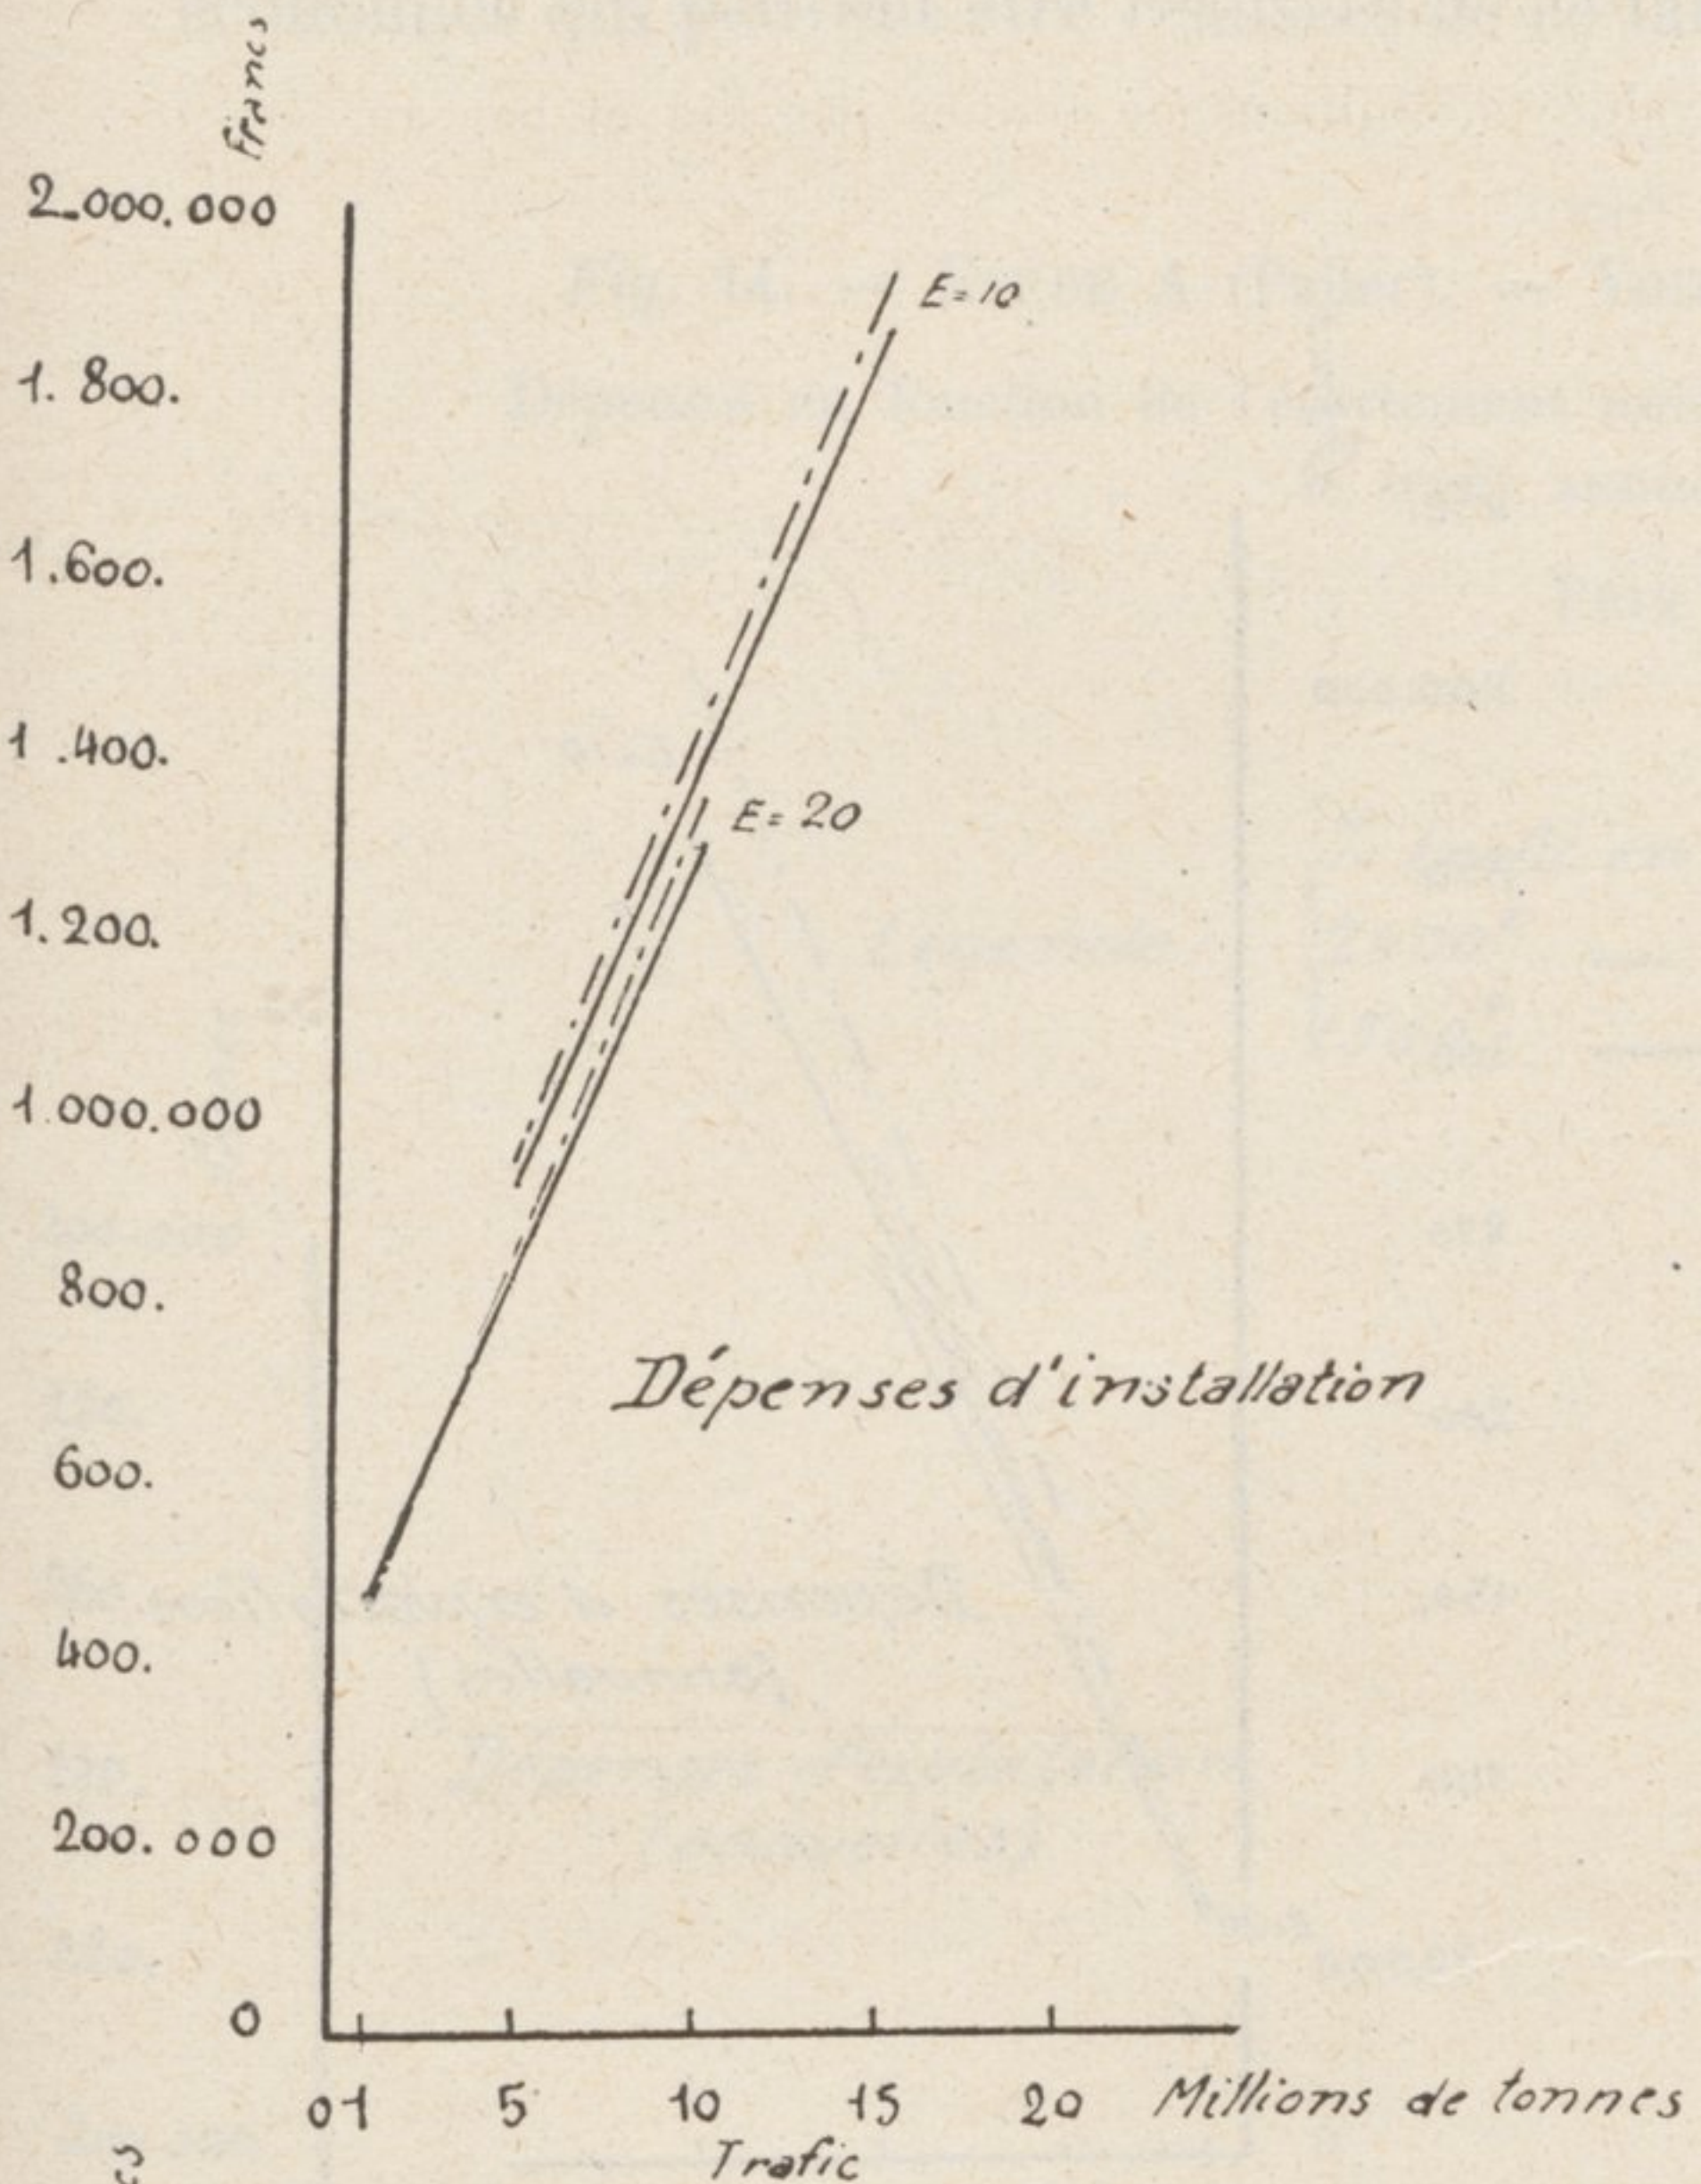 Francs
2.000.000
E=10
1.800.
1.600.
1.400.
E=20
1.200.
1.000.000
800.
Dépenses d'installation
600.
400.
200.000
0
0 1 5 10 15 20 Millions de tonnes
Trafic